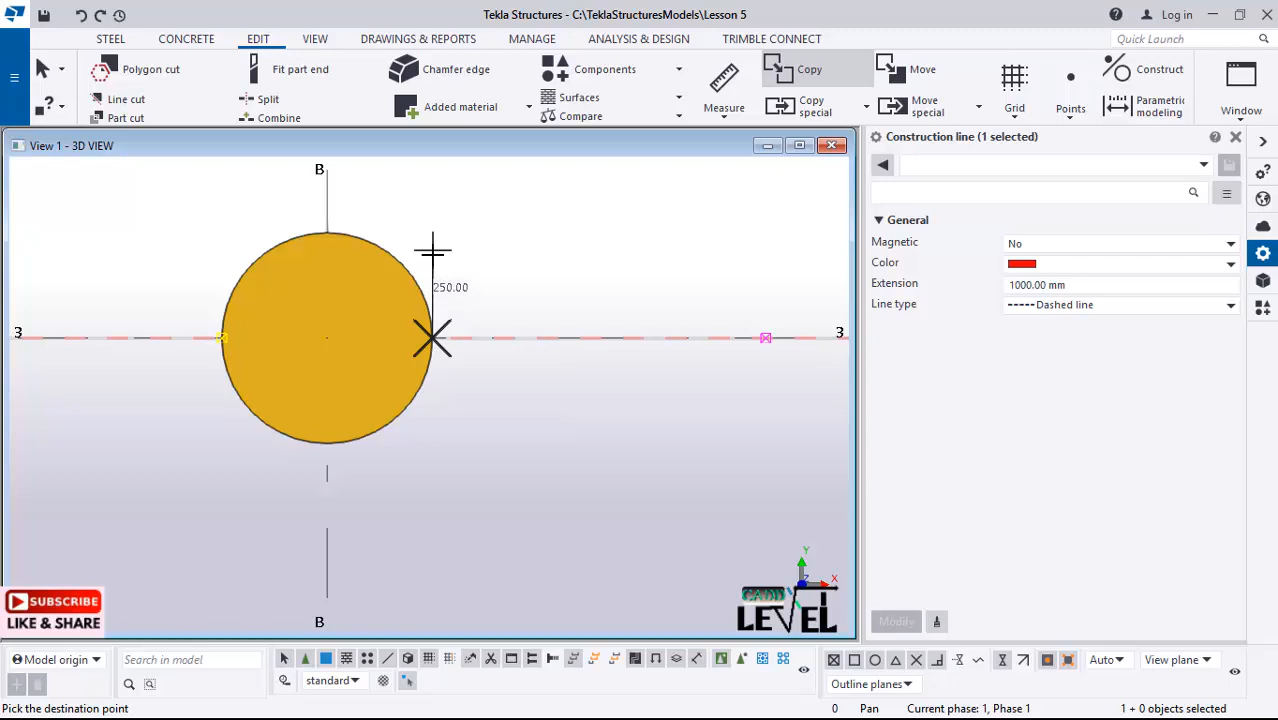 Tekla Structures - C:\TeklaStructuresModels\Lesson 5
Log in
STEEL CONCRETE EDIT VIEW DRAWINGS & REPORTS MANAGE ANALYSIS & DESIGN TRIMBLE CONNECT
Quick Launch
Polygon cut
Line cut
Part cut
Fit part end
Split
Combine
Chamfer edge
Added material
Components
Surfaces
Compare
Measure
Copy
Copy special
Move
Move special
Grid
Points
Construct
Parametric modeling
Window
View 1 - 3D VIEW
B
250.00
3
3
B
Y
X
Z
SUBSCRIBE
LIKE & SHARE
CADD
LEVEL
Construction line (1 selected)
General
Magnetic No
Color
Extension 1000.00 mm
Line type Dashed line
Modify
Model origin
Search in model
standard
Auto
View plane
Outline planes
Pick the destination point
0 Pan Current phase: 1, Phase 1 1 + 0 objects selected